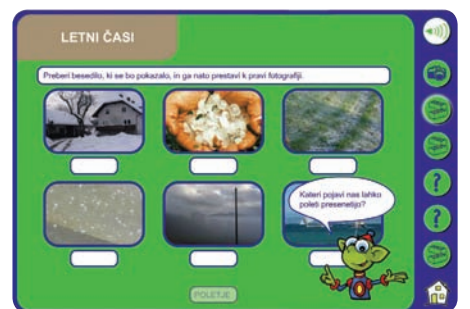 LETNI ČASI
Preberi besedilo, ki se bo pokazalo, in ga nato prestavi k pravi fotografiji.
Kateri pojavi nas lahko
poleti presenetijo?
POLETJE
? 
?